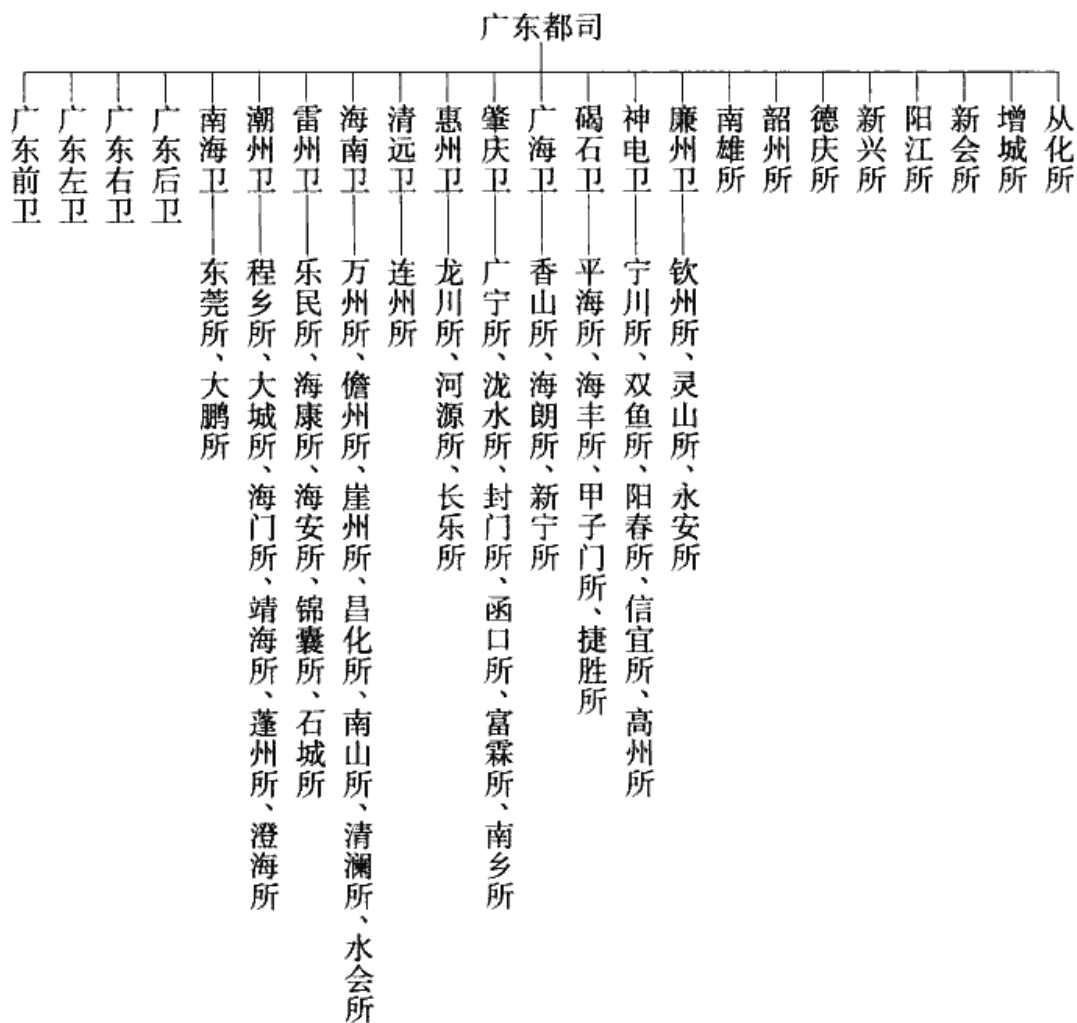 广东都司
广东前卫
广东左卫
广东右卫
广东后卫
南海卫
东莞所、大鹏所
潮州卫
程乡所、大城所、海门所、靖海所、蓬州所、澄海所
雷州卫
乐民所、海康所、海安所、锦囊所、石城所
海南卫
万州所、儋州所、崖州所、昌化所、南山所、清澜所、水会所
清远卫
连州所
惠州卫
龙川所、河源所、长乐所
肇庆卫
广宁所、泷水所、封门所、函口所、富霖所、南乡所
广海卫
香山所、海朗所、新宁所
碣石卫
平海所、海丰所、甲子门所、捷胜所
神电卫
宁川所、双鱼所、阳春所、信宜所、高州所
廉州卫
钦州所、灵山所、永安所
南雄所
韶州所
德庆所
新兴所
阳江所
新会所
增城所
从化所